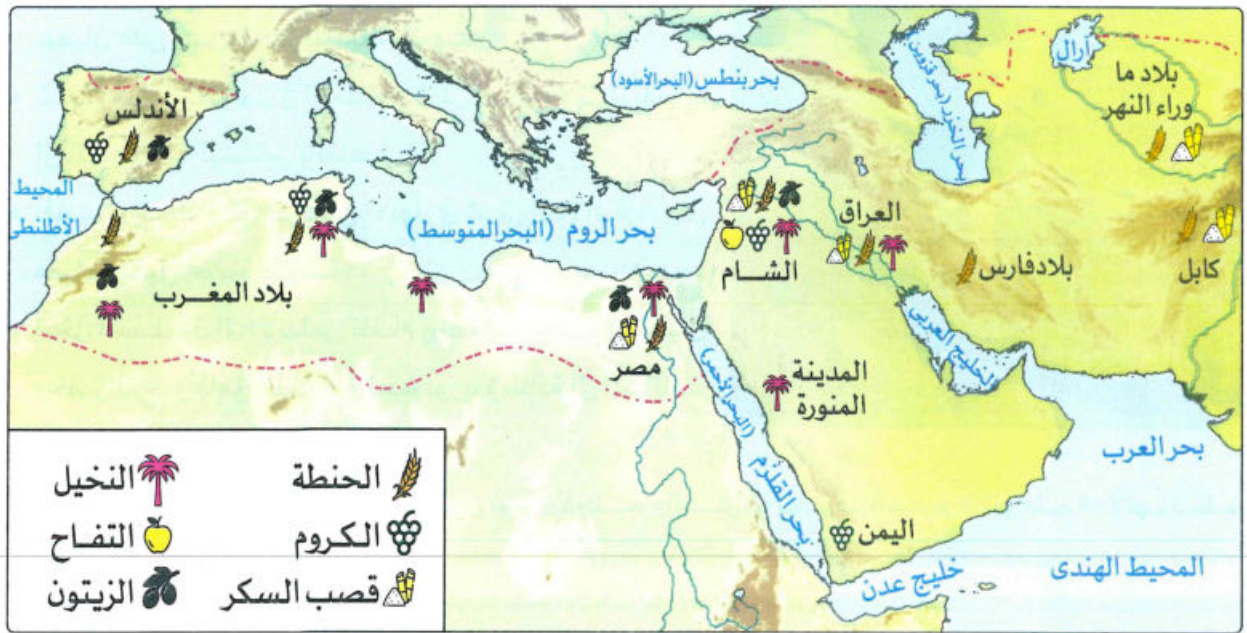 بلاد ما
وراء النهر
آرال
بحر الخزر (بحر قزوين)
بحر بنطس (البحر الأسود)
الأندلس
المحيط
الأطلنطى
بحر الروم (البحر المتوسط)
العراق
الشام
بلاد فارس
كابل
بلاد المغرب
مصر
الخليج العربى
المدينة
المنورة
بحر القلزم (البحر الأحمر)
بحر العرب
اليمن
خليج عدن
المحيط الهندى
الحنطة
النخيل
الكروم
التفاح
قصب السكر
الزيتون